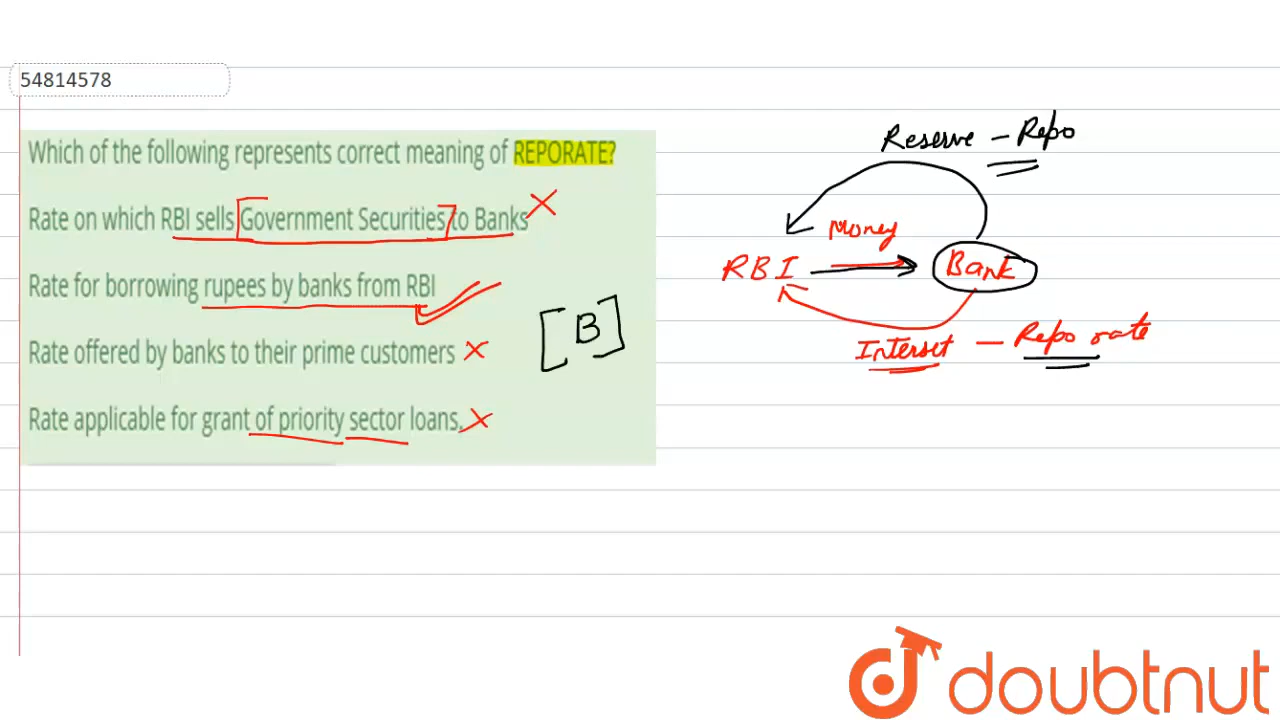 54814578
Which of the following represents correct meaning of REPORATE?
Rate on which RBI sells Government Securities to Banks
Rate for borrowing rupees by banks from RBI
Rate offered by banks to their prime customers
Rate applicable for grant of priority sector loans.
[B]
Reserve - Repo
Money
RBI
Bank
Interset - Repo rate
doubtnut